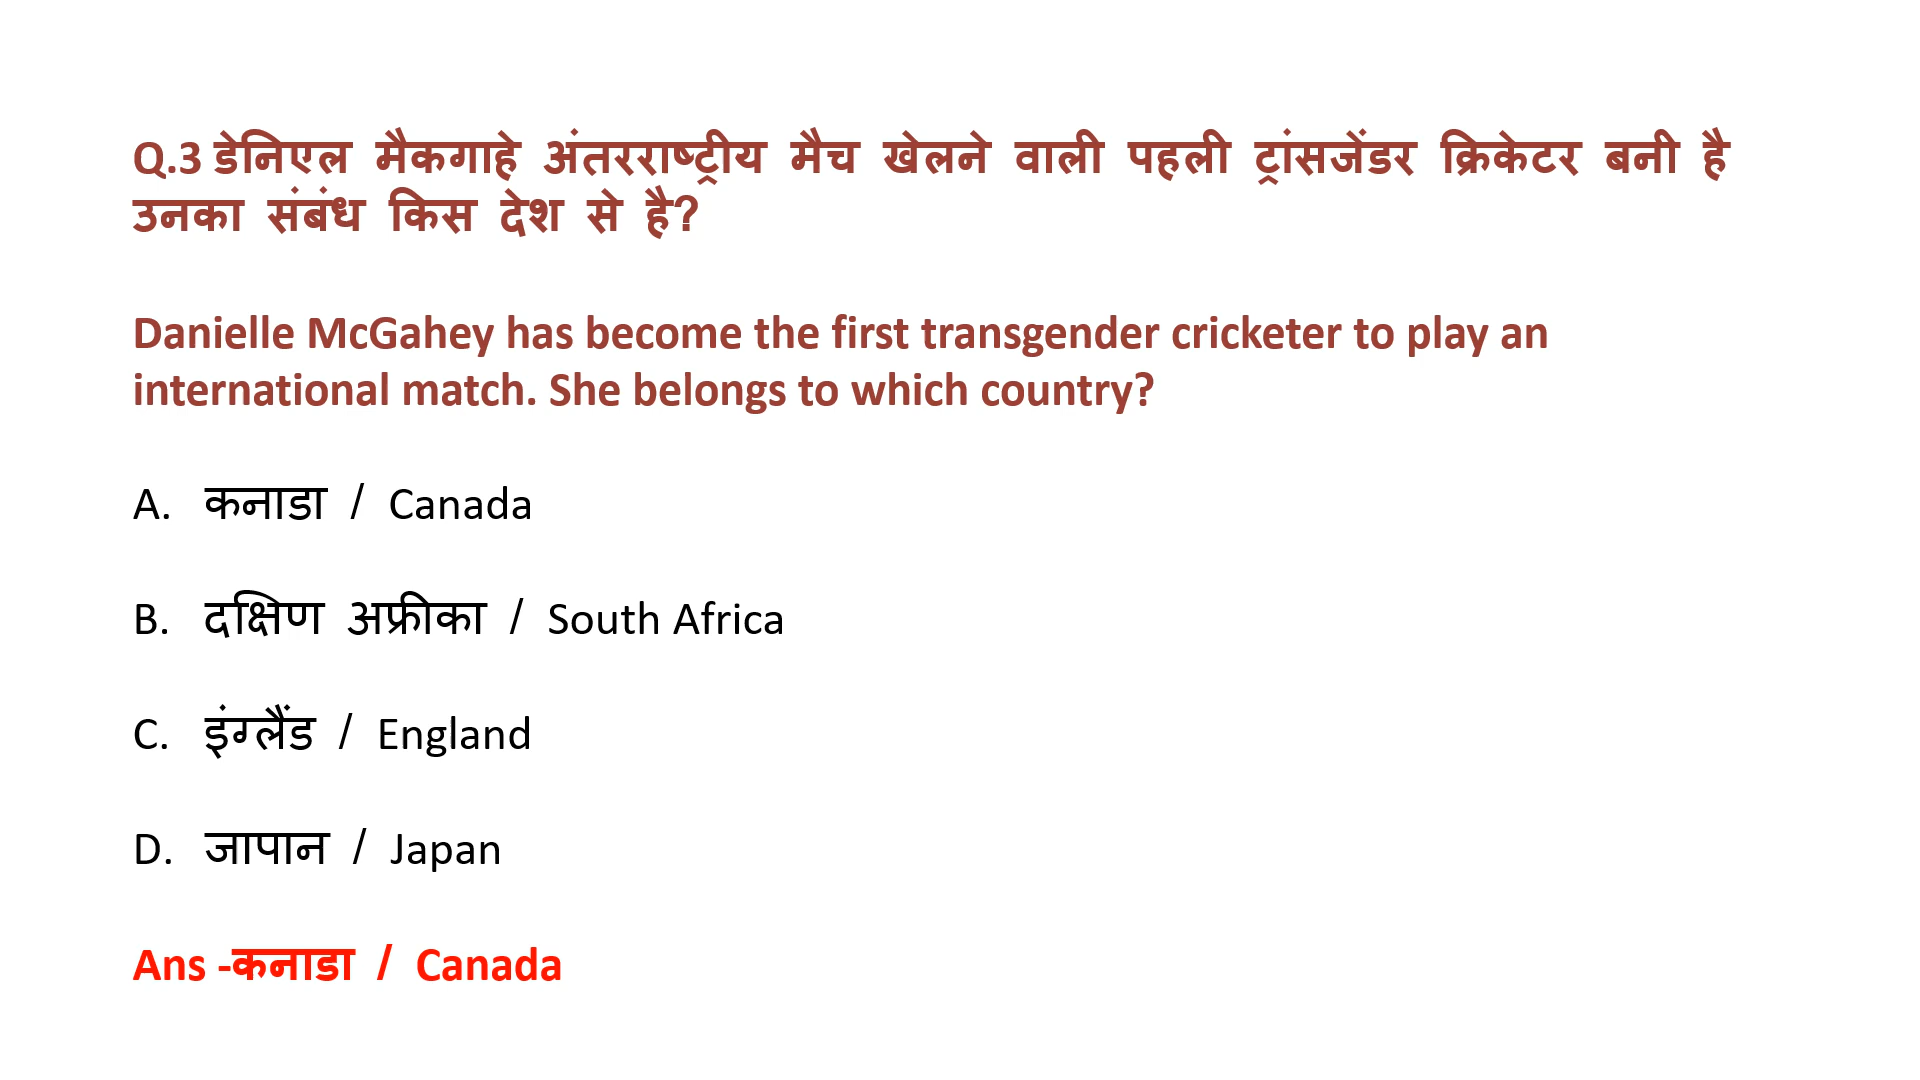 Q.3 डेनिएल मैकगाहे अंतरराष्ट्रीय मैच खेलने वाली पहली ट्रांसजेंडर क्रिकेटर बनी है
उनका संबंध किस देश से है?
Danielle McGahey has become the first transgender cricketer to play an
international match. She belongs to which country?
A. कनाडा / Canada
B. दक्षिण अफ्रीका / South Africa
C. इंग्लैंड / England
D. जापान / Japan
Ans -कनाडा / Canada